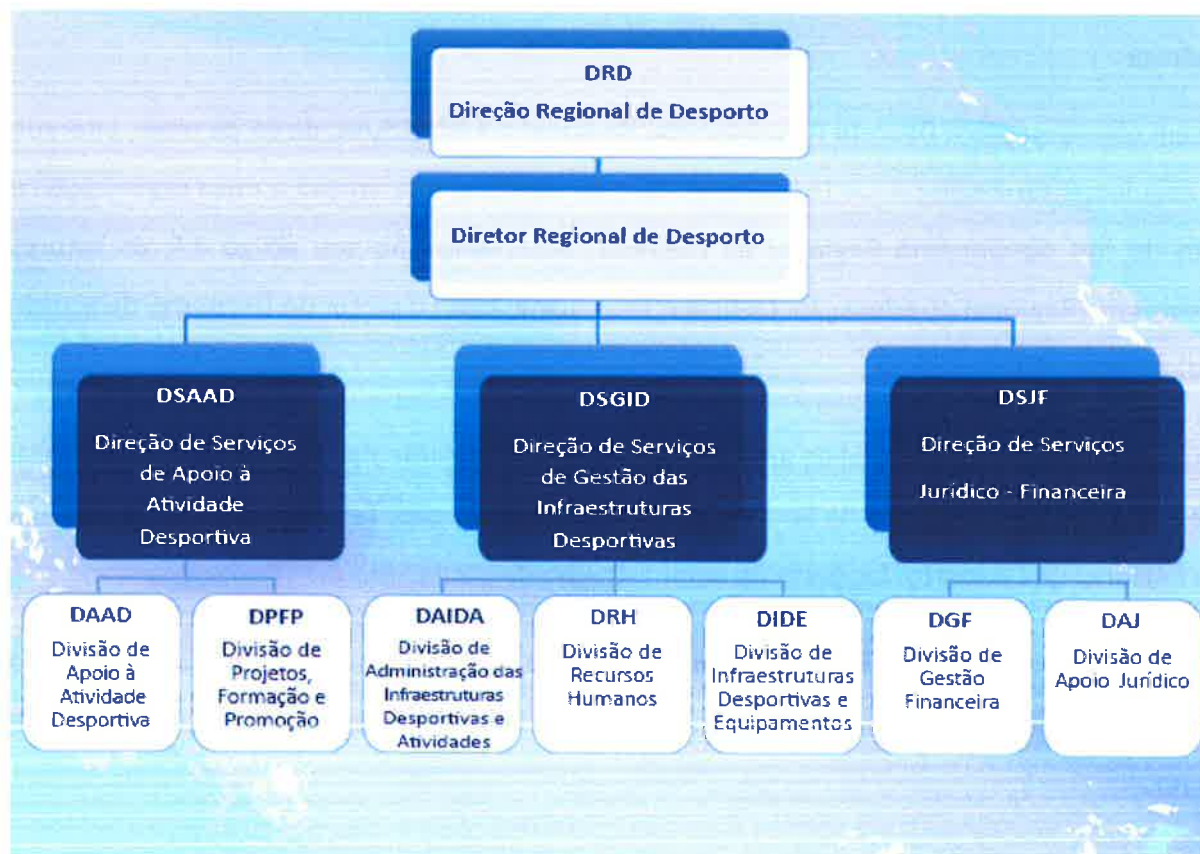 DRD
Direção Regional de Desporto
Diretor Regional de Desporto
DSAAD
Direção de Serviços
de Apoio à
Atividade
Desportiva
DSGID
Direção de Serviços
de Gestão das
Infraestruturas
Desportivas
DSJF
Direção de Serviços
Jurídico - Financeira
DAAD
Divisão de
Apoio à
Atividade
Desportiva
DPFP
Divisão de
Projetos,
Formação e
Promoção
DAIDA
Divisão de
Administração das
Infraestruturas
Desportivas e
Atividades
DRH
Divisão de
Recursos
Humanos
DIDE
Divisão de
Infraestruturas
Desportivas e
Equipamentos
DGF
Divisão de
Gestão
Financeira
DAJ
Divisão de
Apoio Jurídico